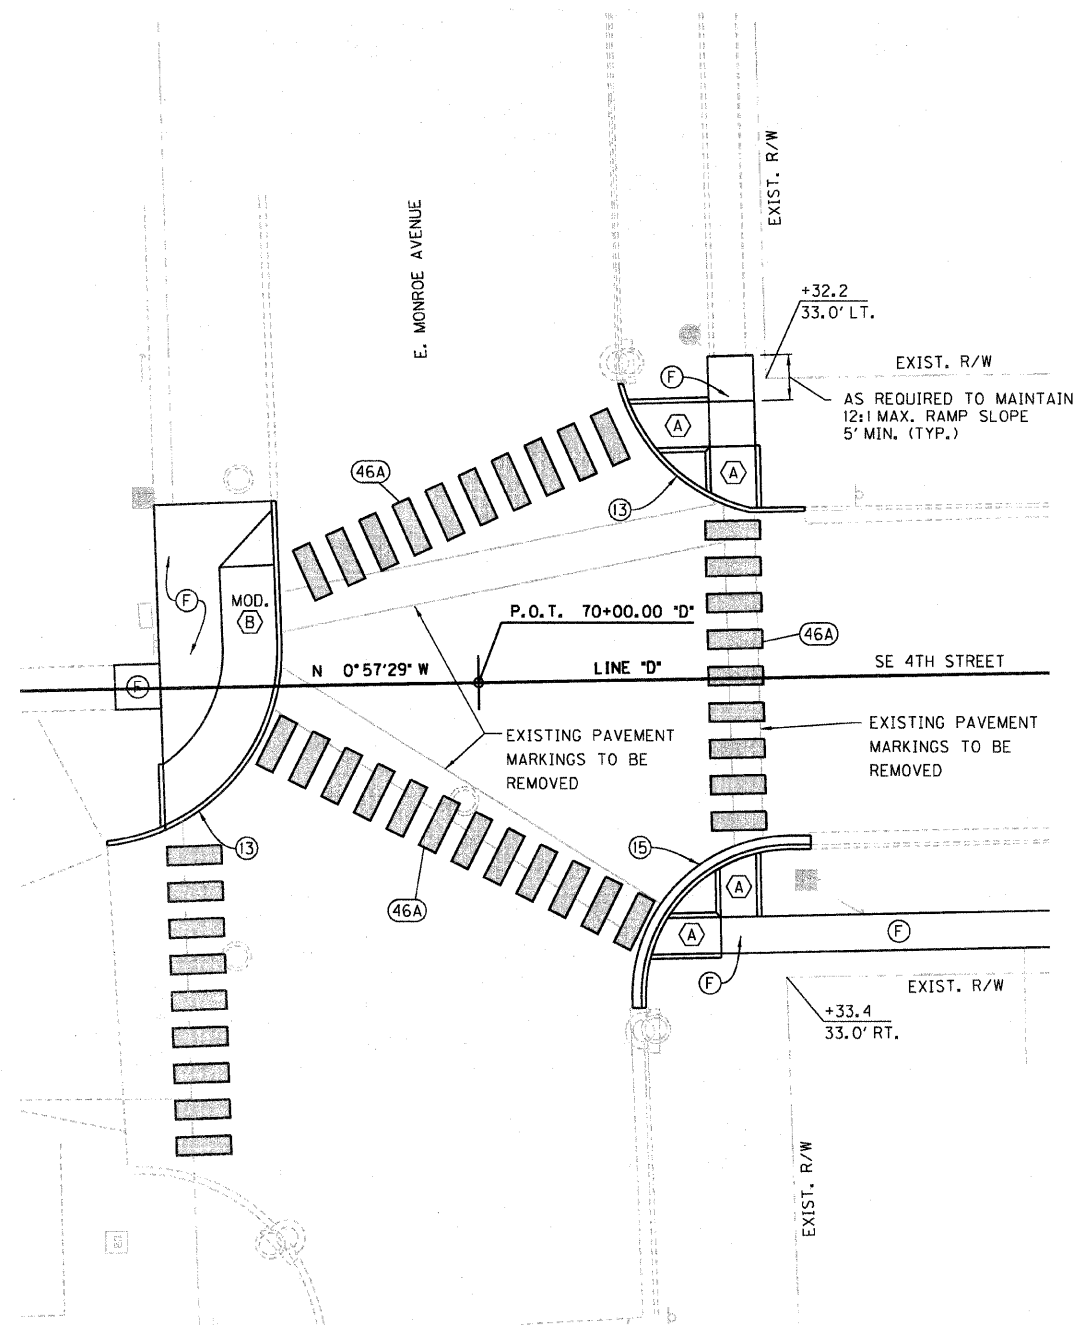 EXIST. R/W
E. MONROE AVENUE
+32.2
33.0' LT.
EXIST. R/W
F
AS REQUIRED TO MAINTAIN
12:1 MAX. RAMP SLOPE
5' MIN. (TYP.)
A
46A
A
13
F
MOD.
B
P.O.T. 70+00.00 "D"
46A
N 0°57'29" W
LINE "D"
SE 4TH STREET
F
EXISTING PAVEMENT
MARKINGS TO BE
REMOVED
EXISTING PAVEMENT
MARKINGS TO BE
REMOVED
13
15
A
46A
A
F
F
EXIST. R/W
+33.4
33.0' RT.
EXIST. R/W